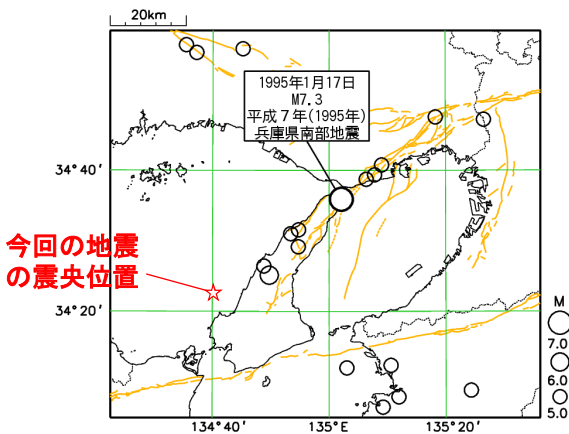 20km
1995年1月17日
M7.3
平成７年(1995年)
兵庫県南部地震
34°40′
今回の地震
の震央位置
34°20′
M
7.0
6.0
5.0
134°40′
135°E
135°20′